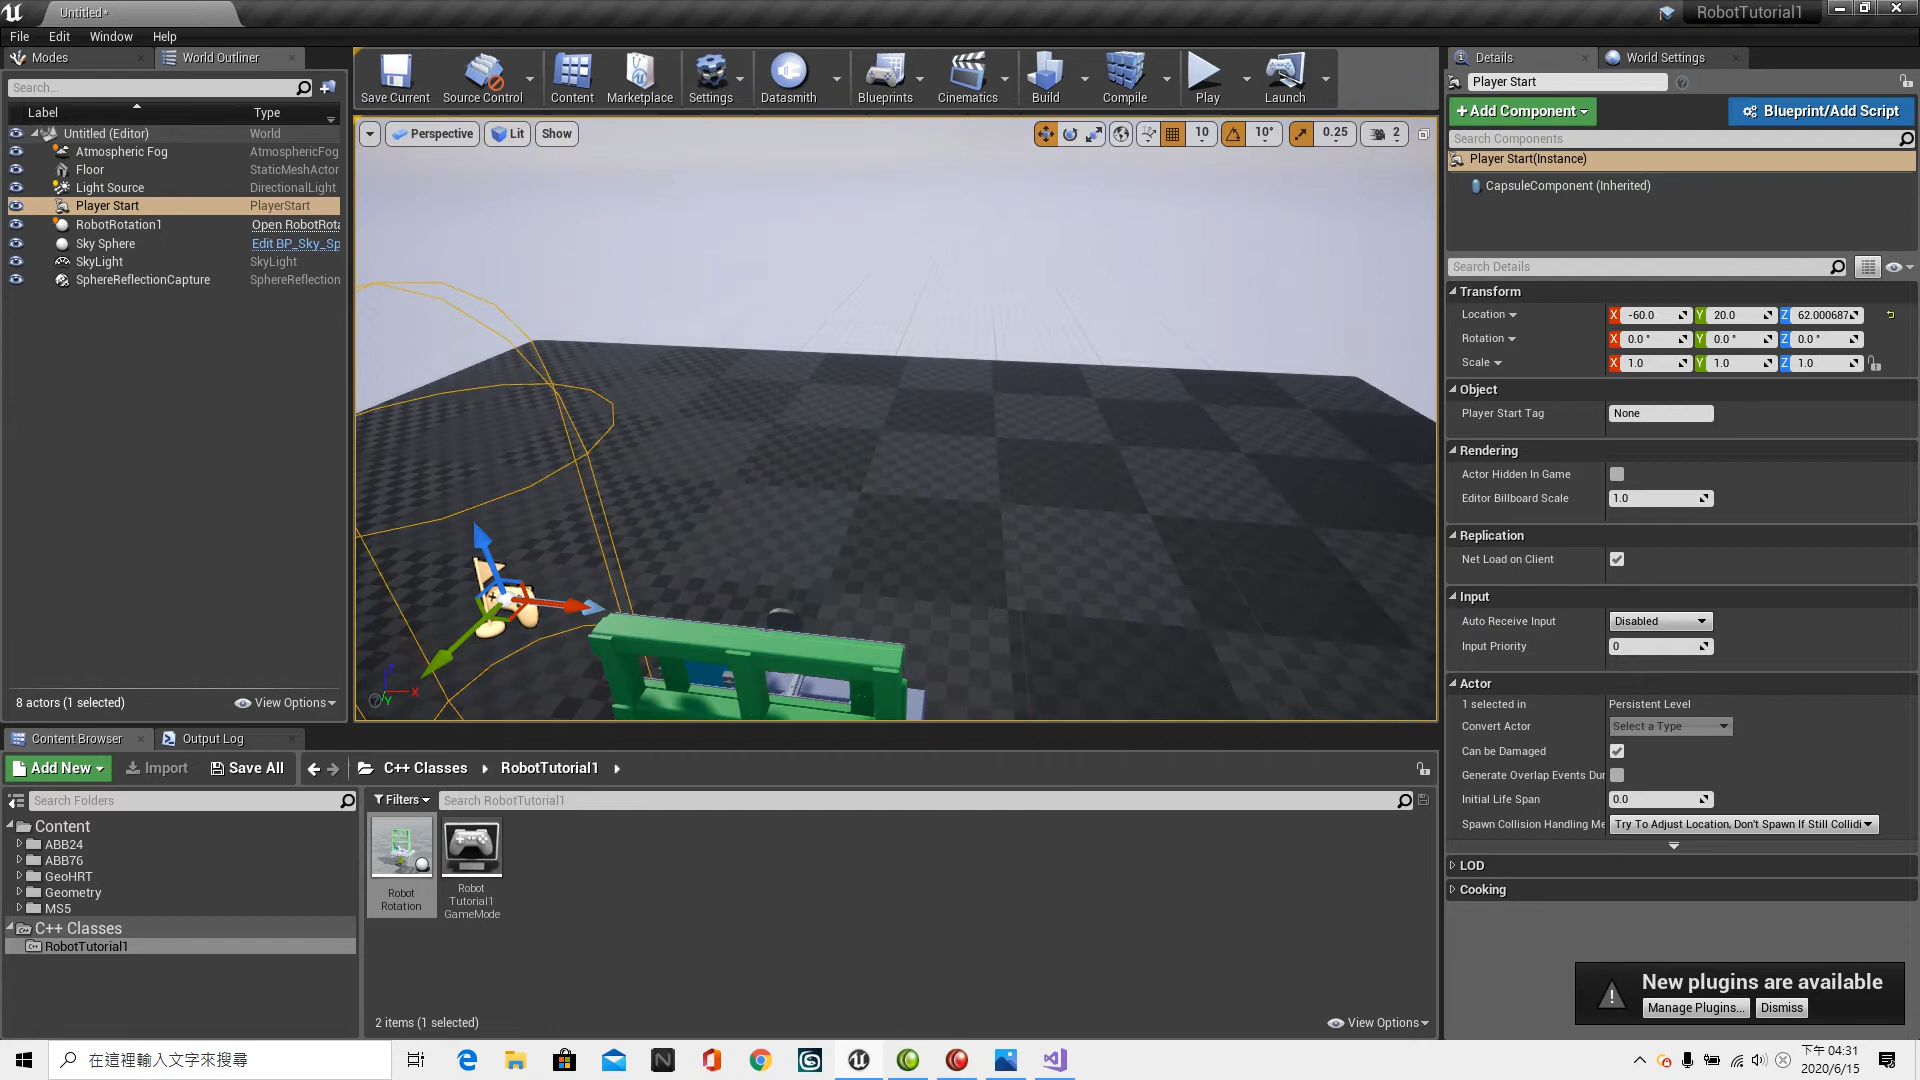 Untitled*
RobotTutorial1
File Edit Window Help
Modes
World Outliner
Search...
Label Type
Untitled (Editor) World
Atmospheric Fog AtmosphericFog
Floor StaticMeshActor
Light Source DirectionalLight
Player Start PlayerStart
RobotRotation1 Open RobotRota
Sky Sphere Edit BP_Sky_Sp
SkyLight SkyLight
SphereReflectionCapture SphereReflection
8 actors (1 selected)
View Options
Save Current Source Control Content Marketplace Settings Datasmith Blueprints Cinematics Build Compile Play Launch
Perspective Lit Show
10 10° 0.25 2
Z X Y
Details
World Settings
Player Start
+Add Component
Blueprint/Add Script
Search Components
Player Start(Instance)
CapsuleComponent (Inherited)
Search Details
Transform
Location X -60.0 Y 20.0 Z 62.000687
Rotation X 0.0° Y 0.0° Z 0.0°
Scale X 1.0 Y 1.0 Z 1.0
Object
Player Start Tag None
Rendering
Actor Hidden In Game
Editor Billboard Scale 1.0
Replication
Net Load on Client
Input
Auto Receive Input Disabled
Input Priority 0
Actor
1 selected in Persistent Level
Convert Actor Select a Type
Can be Damaged
Generate Overlap Events Dur
Initial Life Span 0.0
Spawn Collision Handling Me Try To Adjust Location, Don't Spawn If Still Collidi
LOD
Cooking
Content Browser
Output Log
Add New Import Save All C++ Classes RobotTutorial1
Search Folders
Content
ABB24
ABB76
GeoHRT
Geometry
MS5
C++ Classes
RobotTutorial1
Filters
Search RobotTutorial1
Robot
Rotation
Robot
Tutorial1
GameMode
2 items (1 selected)
View Options
New plugins are available
Manage Plugins... Dismiss
在這裡輸入文字來搜尋
下午 04:31
2020/6/15